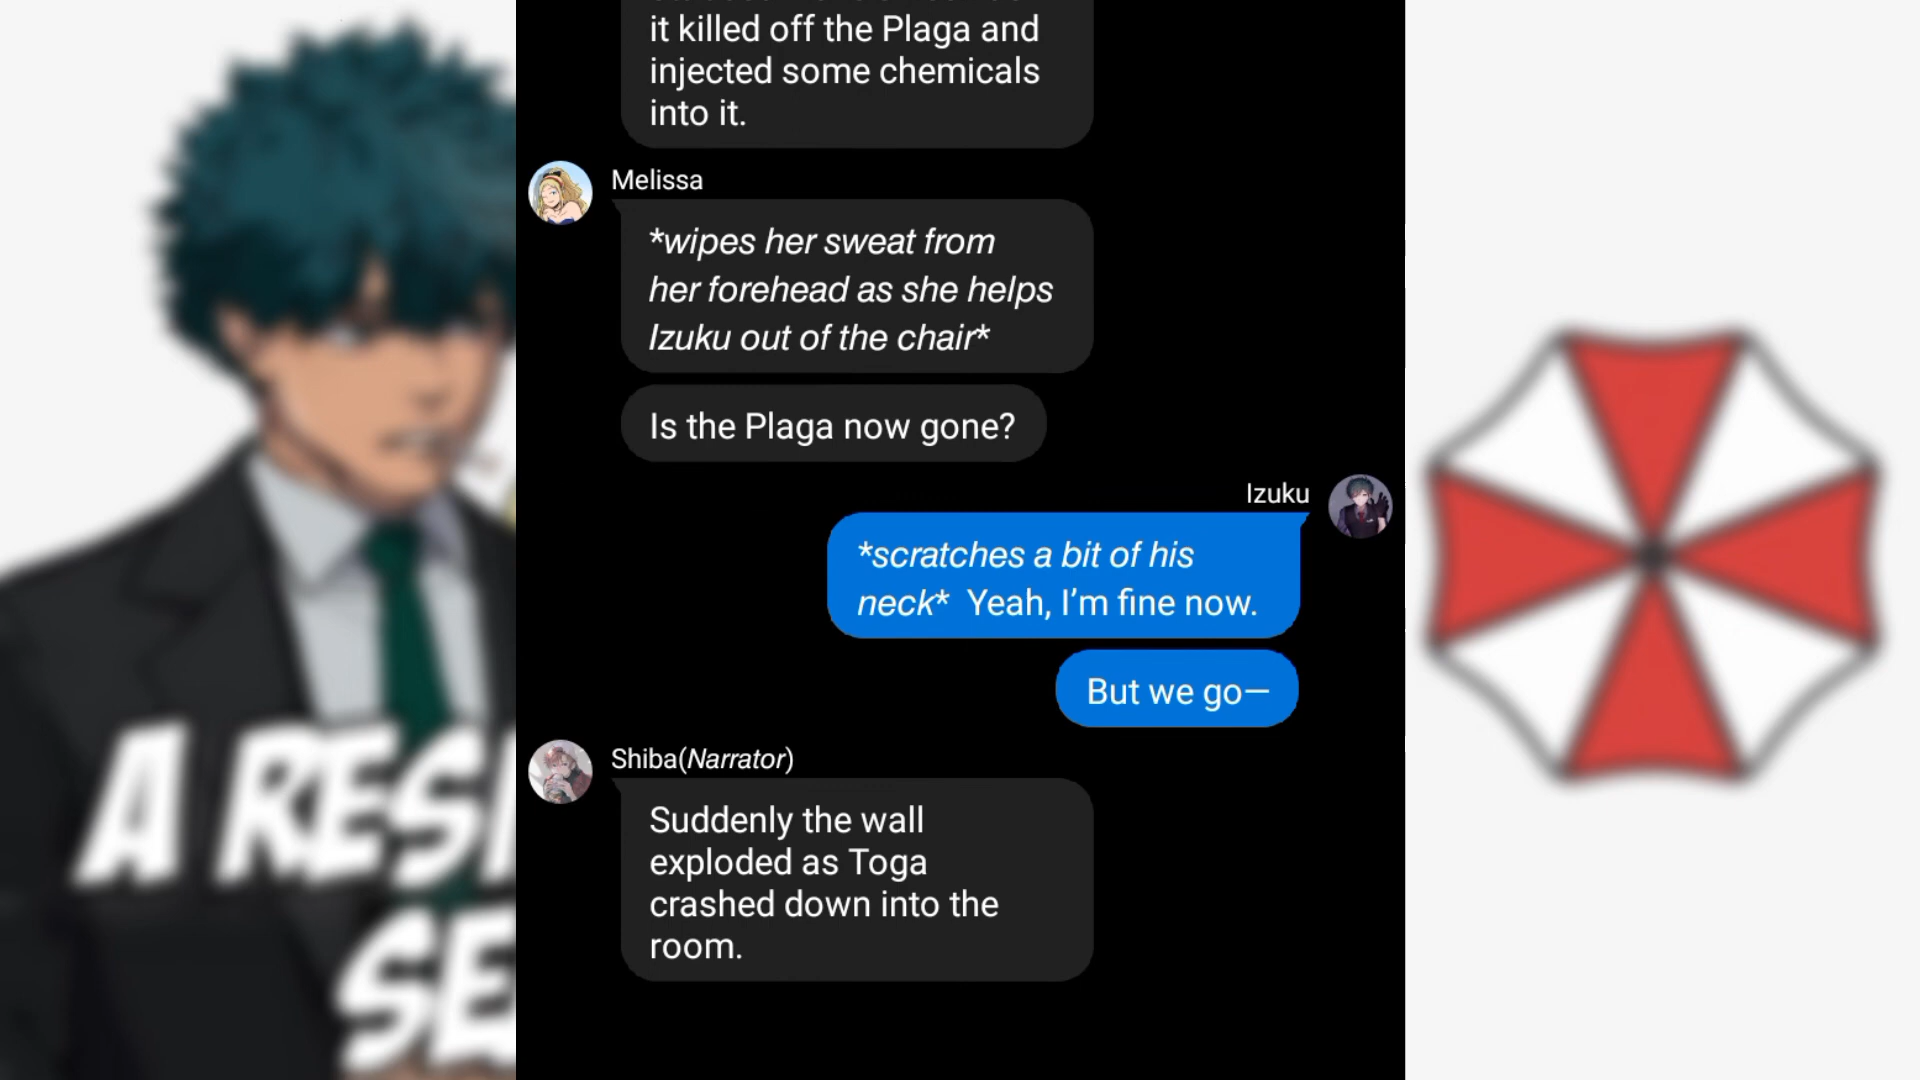 it killed off the Plaga and
injected some chemicals
into it.
Melissa
*wipes her sweat from
her forehead as she helps
Izuku out of the chair*
Is the Plaga now gone?
Izuku
*scratches a bit of his
neck*  Yeah, I'm fine now.
But we go—
Shiba(Narrator)
Suddenly the wall
exploded as Toga
crashed down into the
room.
A RESI
SE